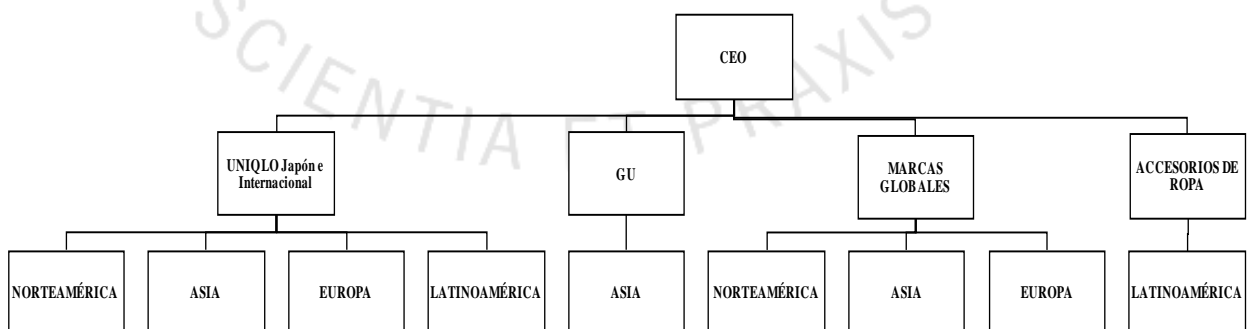 SCIENTIA ET PRAXIS
CEO
UNIQLO Japón e
Internacional
GU
MARCAS
GLOBALES
ACCESORIOS DE
ROPA
NORTEAMÉRICA
ASIA
EUROPA
LATINOAMÉRICA
ASIA
NORTEAMÉRICA
ASIA
EUROPA
LATINOAMÉRICA